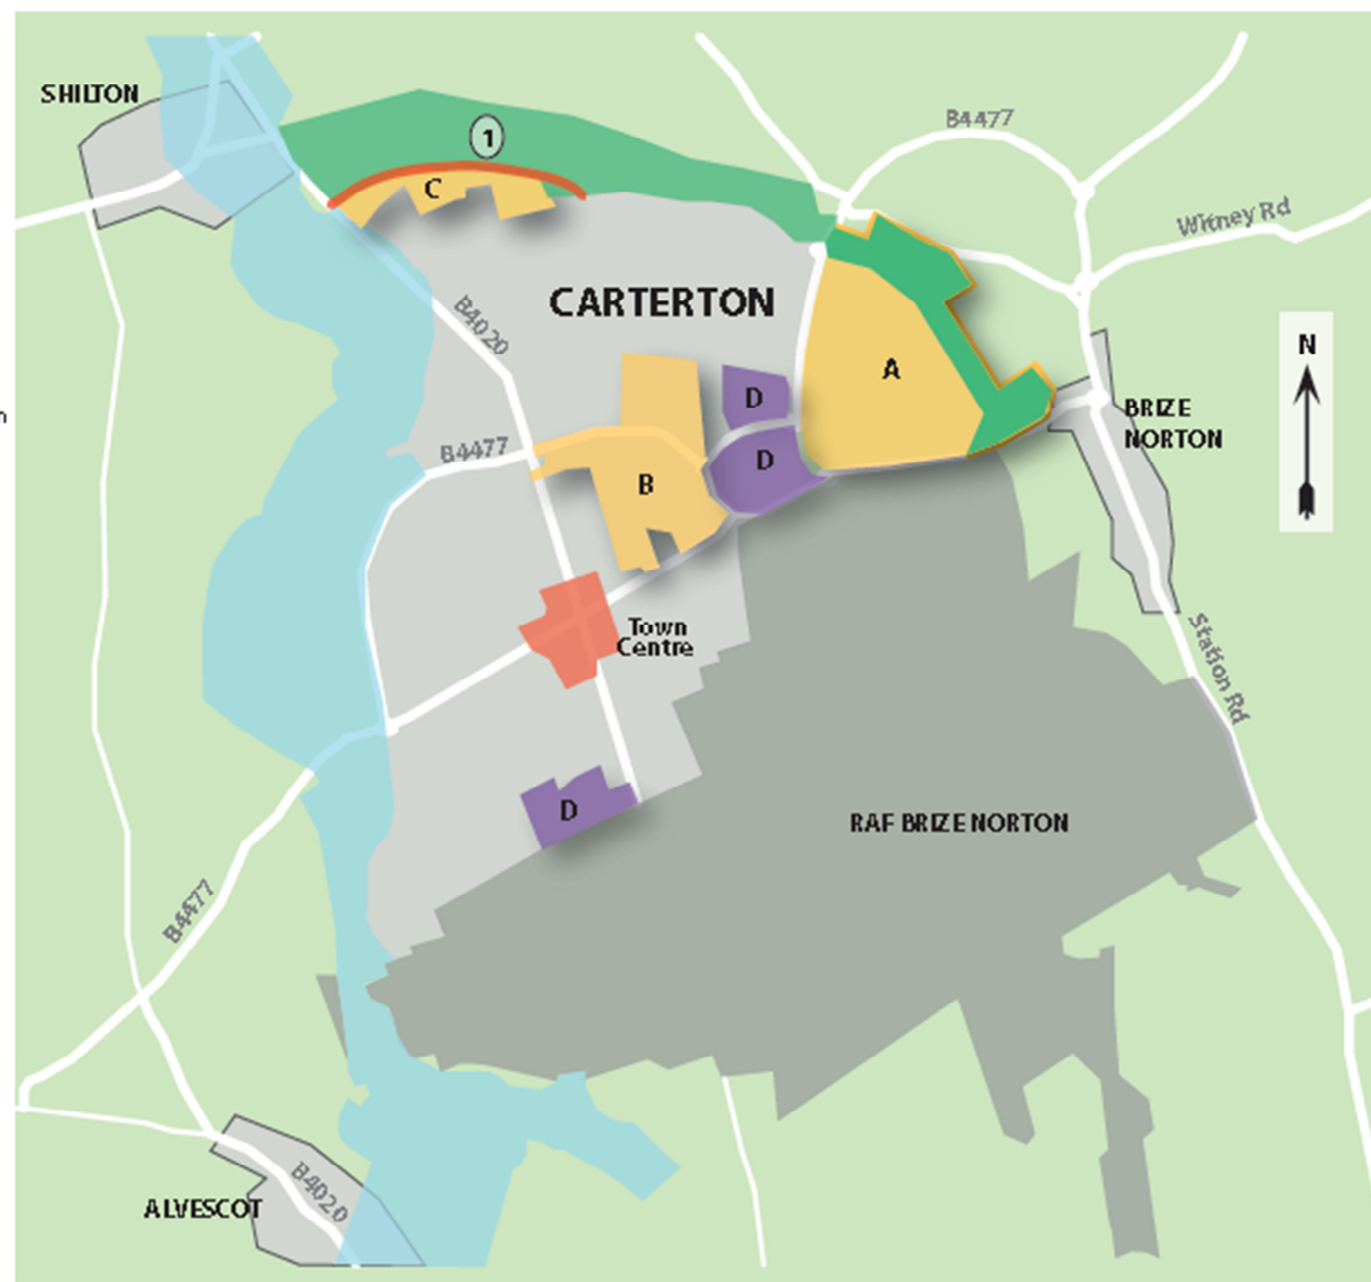 SHILTON
1
B4477
C
Witney Rd
CARTERTON
B4020
N
A
D
BRIZE
NORTON
B4477
D
B
Town
Centre
Station Rd
D
RAF BRIZE NORTON
B4477
B4020
ALVESCOT